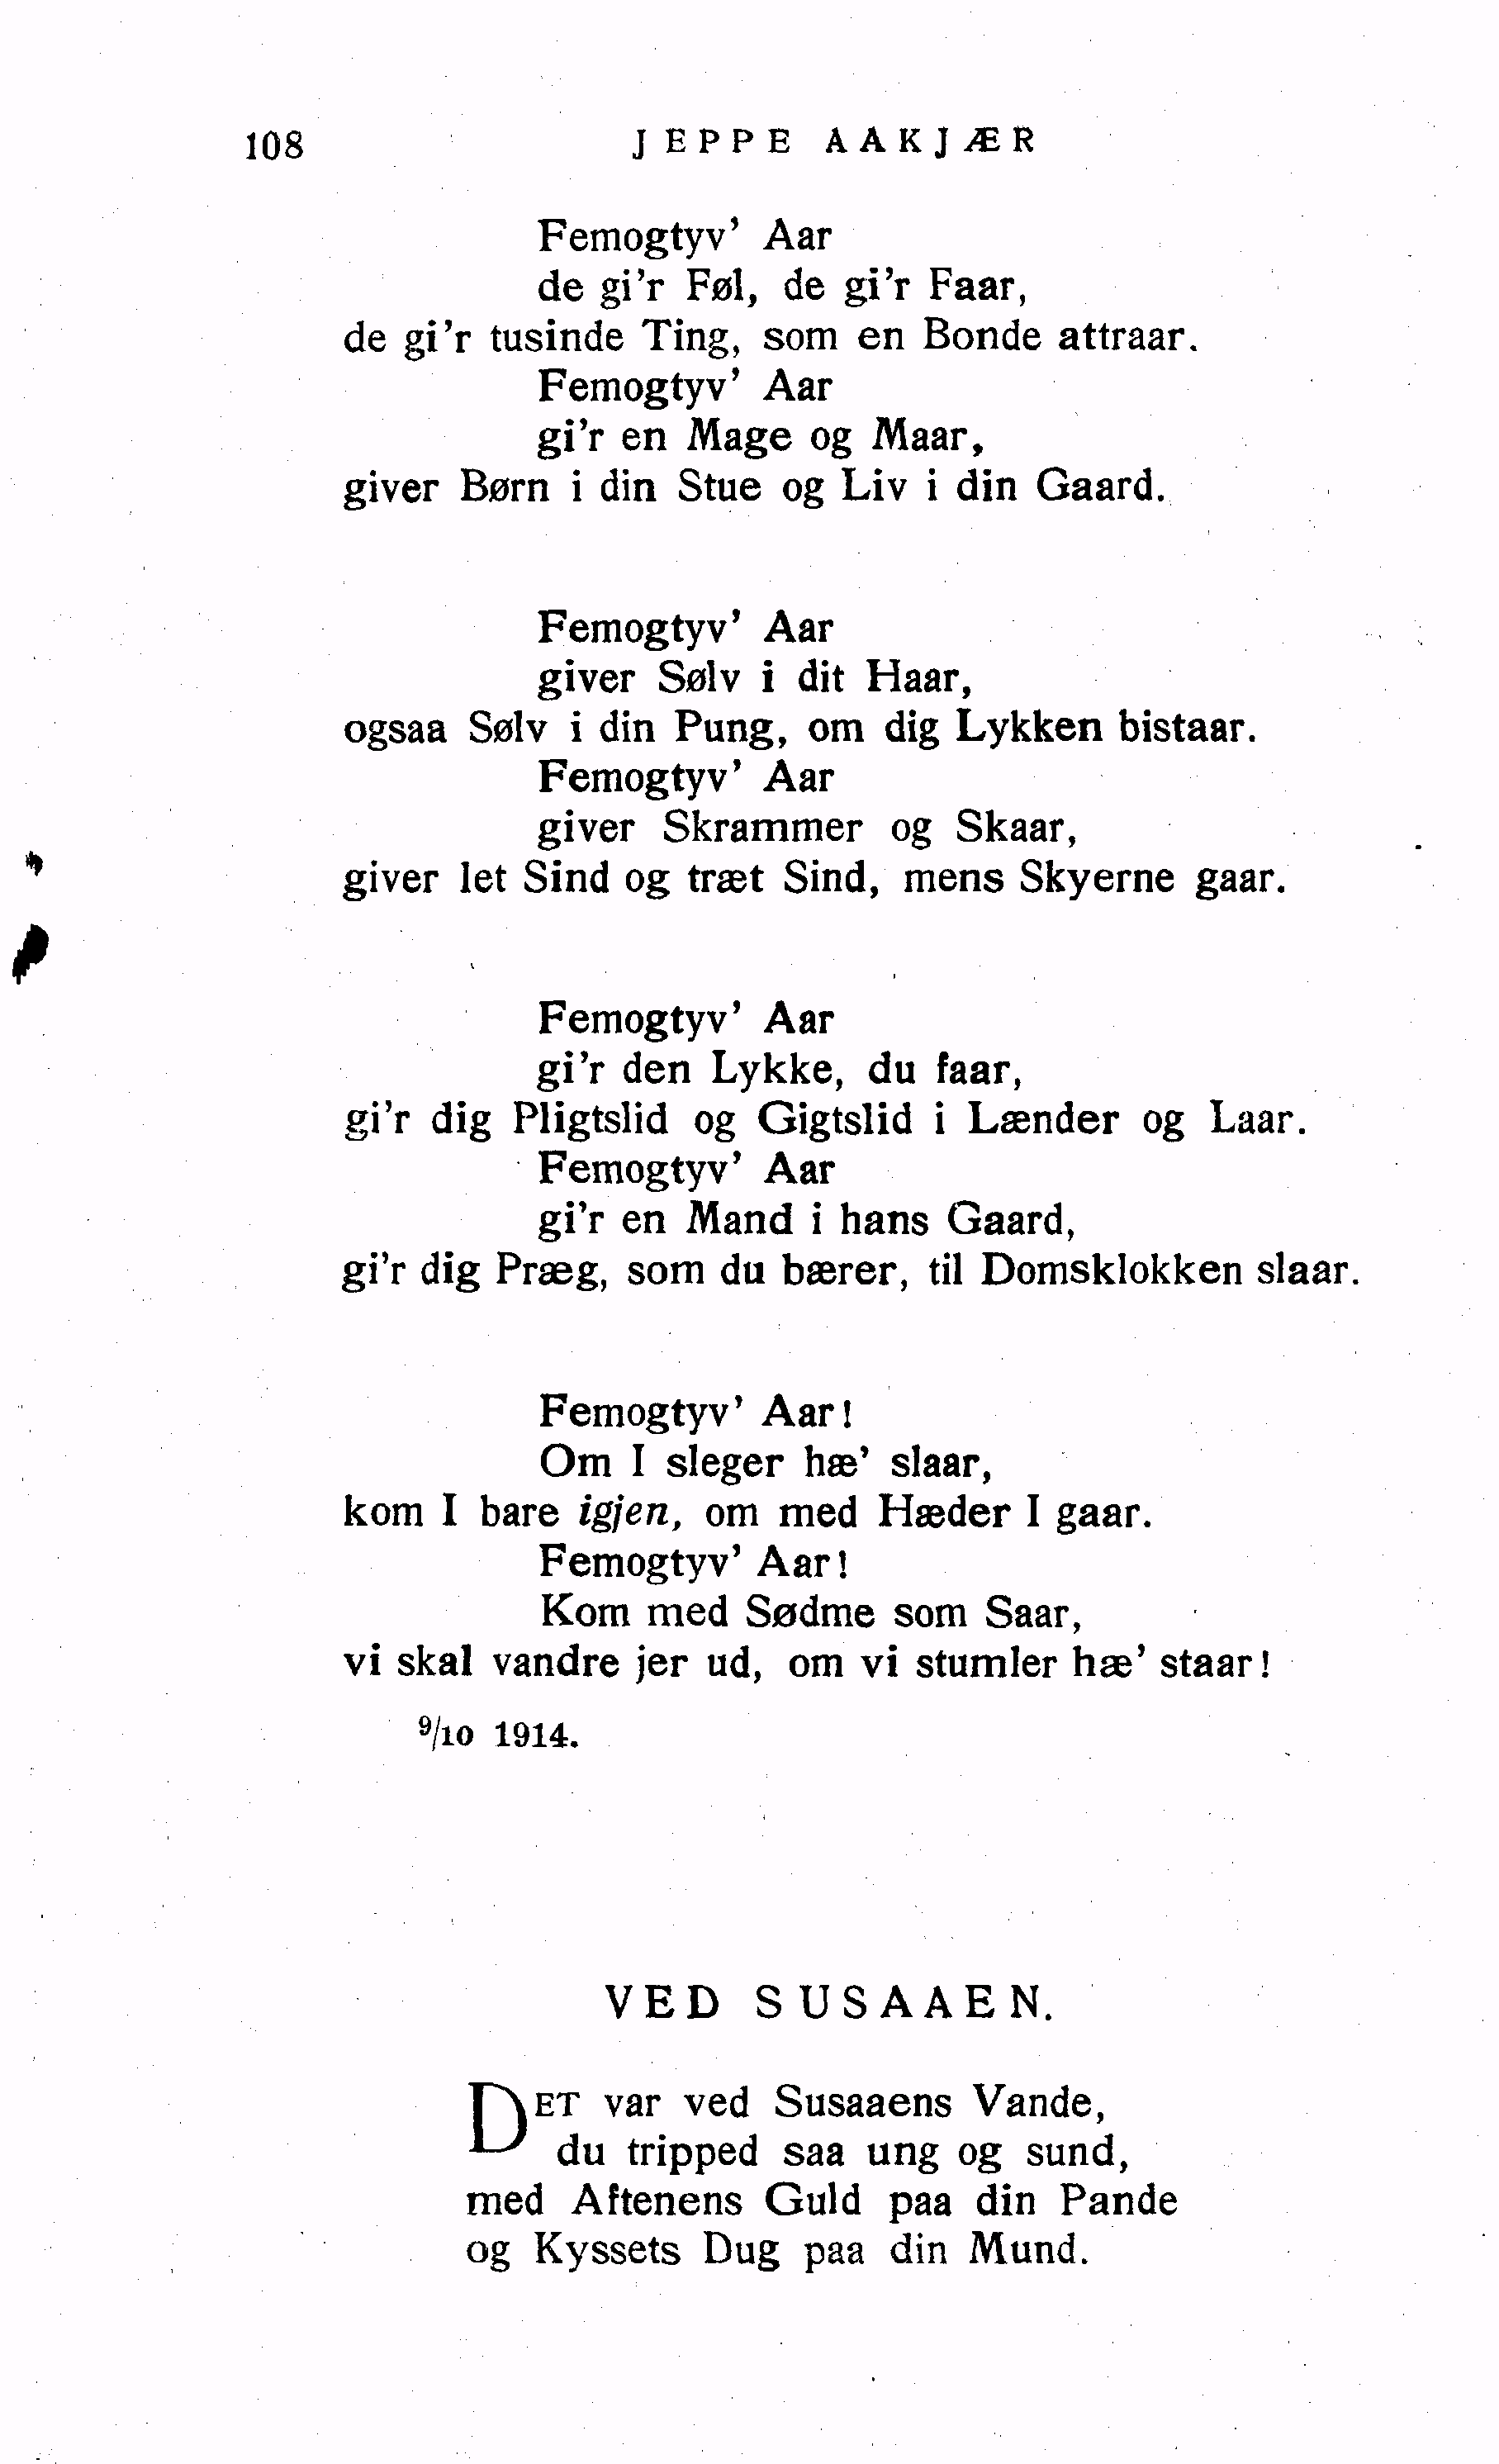 108 JEPPE AAKJÆR
Femogtyv' Aar
de gi'r Føl, de gi'r Faar,
de gi'r tusinde Ting, som en Bonde attraar.
Femogtyv' Aar
gi'r en Mage og Maar,
giver Børn i din Stue og Liv i din Gaard.
Femogtyv' Aar
giver Sølv i dit Haar,
ogsaa Sølv i din Pung, om dig Lykken bistaar.
Femogtyv' Aar
giver Skrammer og Skaar,
giver let Sind og træt Sind, mens Skyerne gaar.
Femogtyv' Aar
gi'r den Lykke, du faar,
gi'r dig Pligtslid og Gigtslid i Lænder og Laar.
Femogtyv' Aar
gi'r en Mand i hans Gaard,
gi'r dig Præg, som du bærer, til Domsklokken slaar.
Femogtyv' Aar!
Om I sleger hæ' slaar,
kom I bare igjen, om med Hæder I gaar.
Femogtyv' Aar!
Kom med Sødme som Saar,
vi skal vandre jer ud, om vi stumler hæ' staar!
9/10 1914.
VED SUSAAEN.
DET var ved Susaaens Vande,
du tripped saa ung og sund,
med Aftenens Guld paa din Pande
og Kyssets Dug paa din Mund.